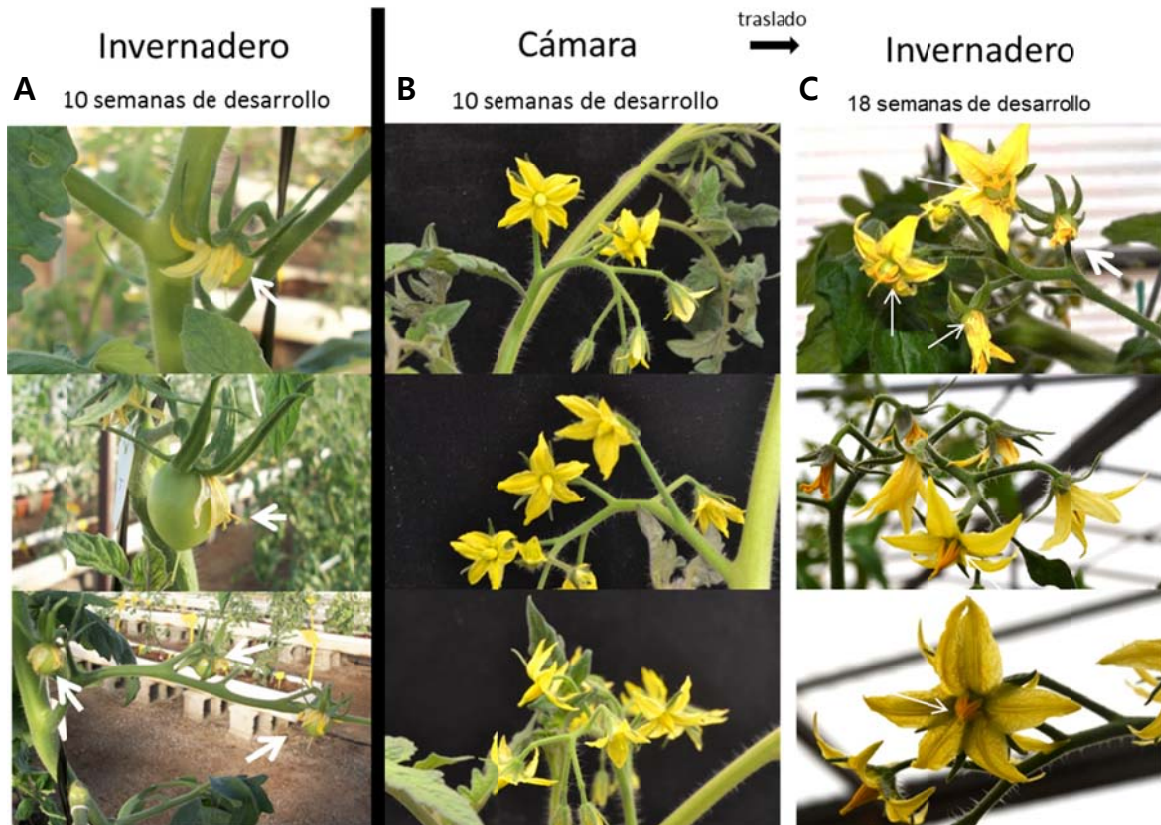 Invernadero
A
10 semanas de desarrollo
Cámara
B
10 semanas de desarrollo
traslado
Invernadero
C
18 semanas de desarrollo